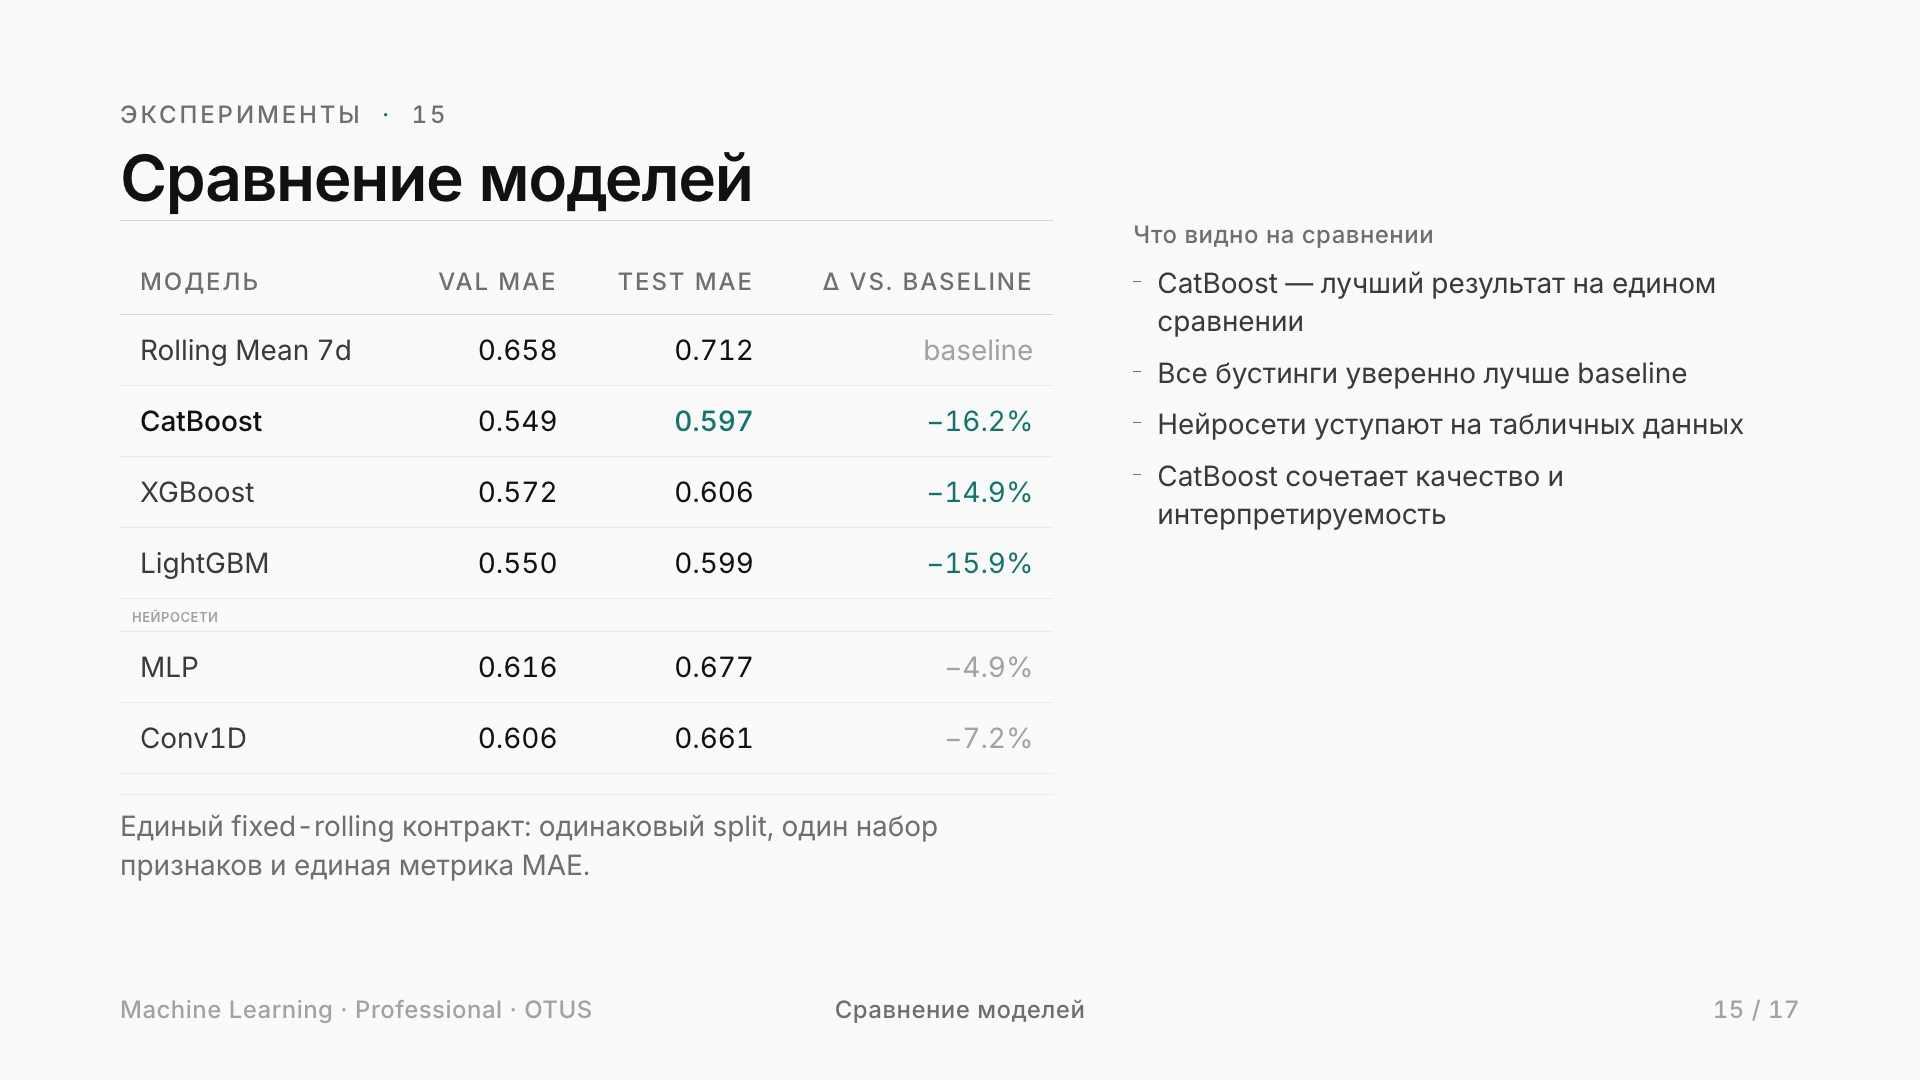 ЭКСПЕРИМЕНТЫ · 15
Сравнение моделей
МОДЕЛЬ VAL MAE TEST MAE Δ VS. BASELINE
Rolling Mean 7d 0.658 0.712 baseline
CatBoost 0.549 0.597 −16.2%
XGBoost 0.572 0.606 −14.9%
LightGBM 0.550 0.599 −15.9%
НЕЙРОСЕТИ
MLP 0.616 0.677 −4.9%
Conv1D 0.606 0.661 −7.2%
Единый fixed-rolling контракт: одинаковый split, один набор
признаков и единая метрика MAE.
Что видно на сравнении
– CatBoost — лучший результат на едином
сравнении
– Все бустинги уверенно лучше baseline
– Нейросети уступают на табличных данных
– CatBoost сочетает качество и
интерпретируемость
Machine Learning · Professional · OTUS
Сравнение моделей
15 / 17